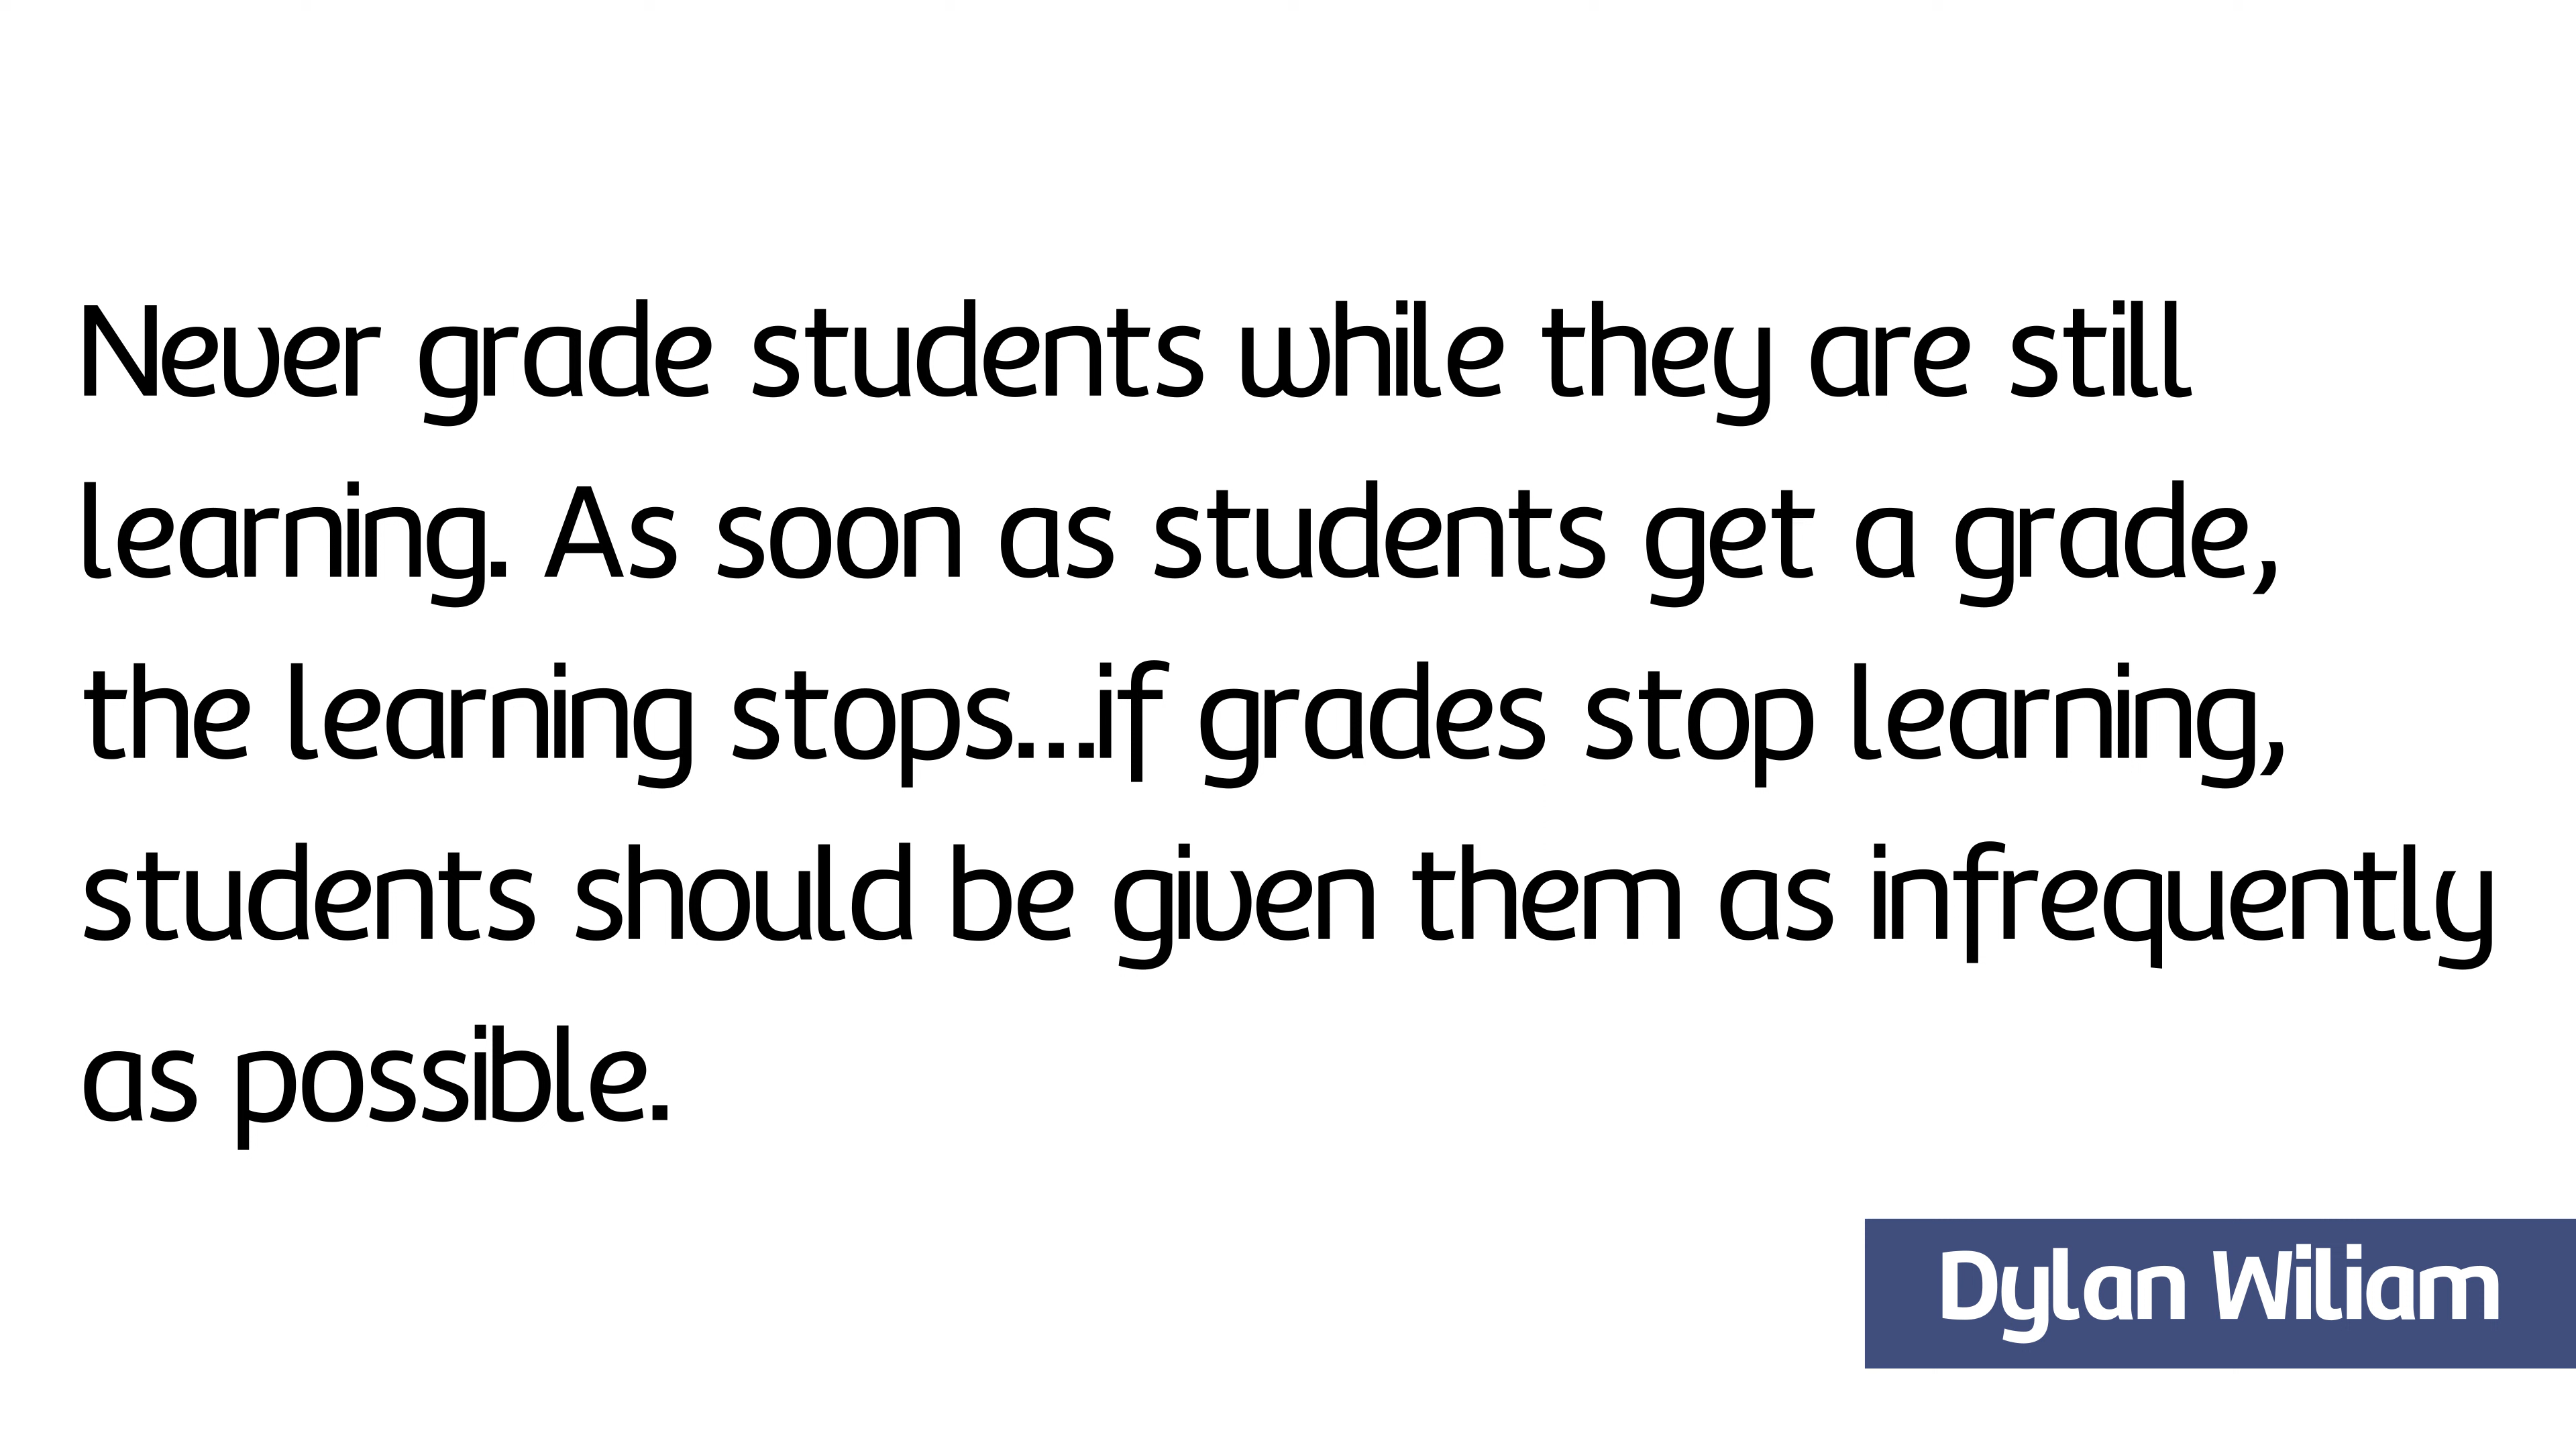 Never grade students while they are still
learning. As soon as students get a grade,
the learning stops...if grades stop learning,
students should be given them as infrequently
as possible.
Dylan Wiliam